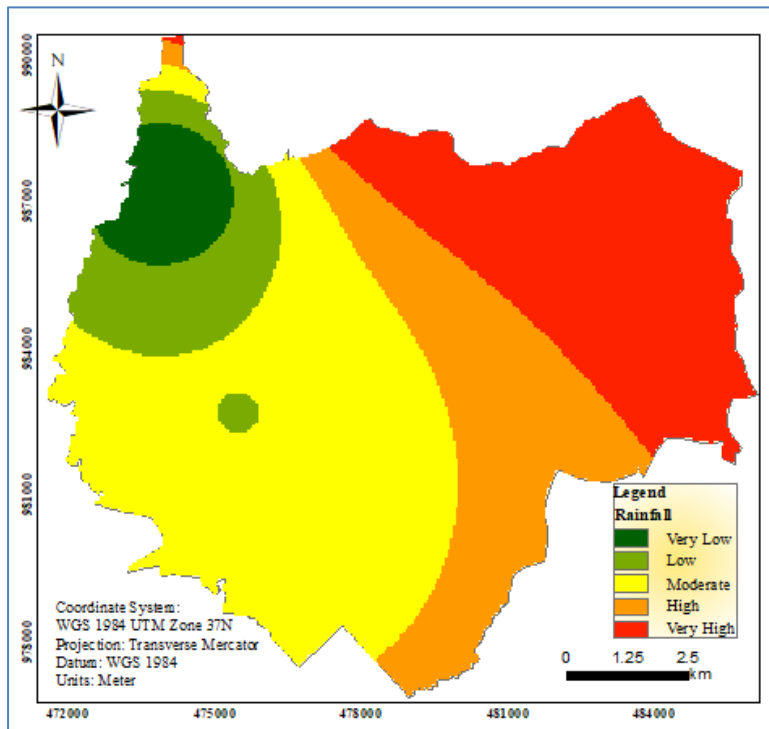 990000
987000
984000
981000
978000
N
Legend
Rainfall
Very Low
Low
Moderate
High
Very High
Coordinate System:
WGS 1984 UTM Zone 37N
Projection: Transverse Mercator
Datum: WGS 1984
Units: Meter
0 1.25 2.5
km
472000 475000 478000 481000 484000